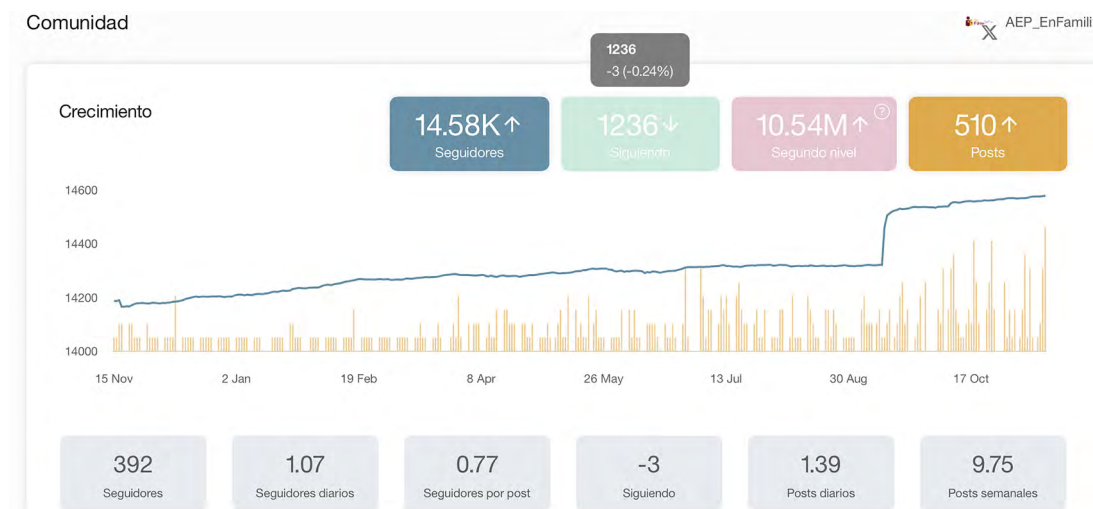 Comunidad
AEP_EnFamili
1236
-3 (-0.24%)
Crecimiento
14.58K↑
Seguidores
1236↓
Siguiendo
10.54M↑ ?
Segundo nivel
510↑
Posts
14600
14400
14200
14000
15 Nov 2 Jan 19 Feb 8 Apr 26 May 13 Jul 30 Aug 17 Oct
392
Seguidores
1.07
Seguidores diarios
0.77
Seguidores por post
-3
Siguiendo
1.39
Posts diarios
9.75
Posts semanales